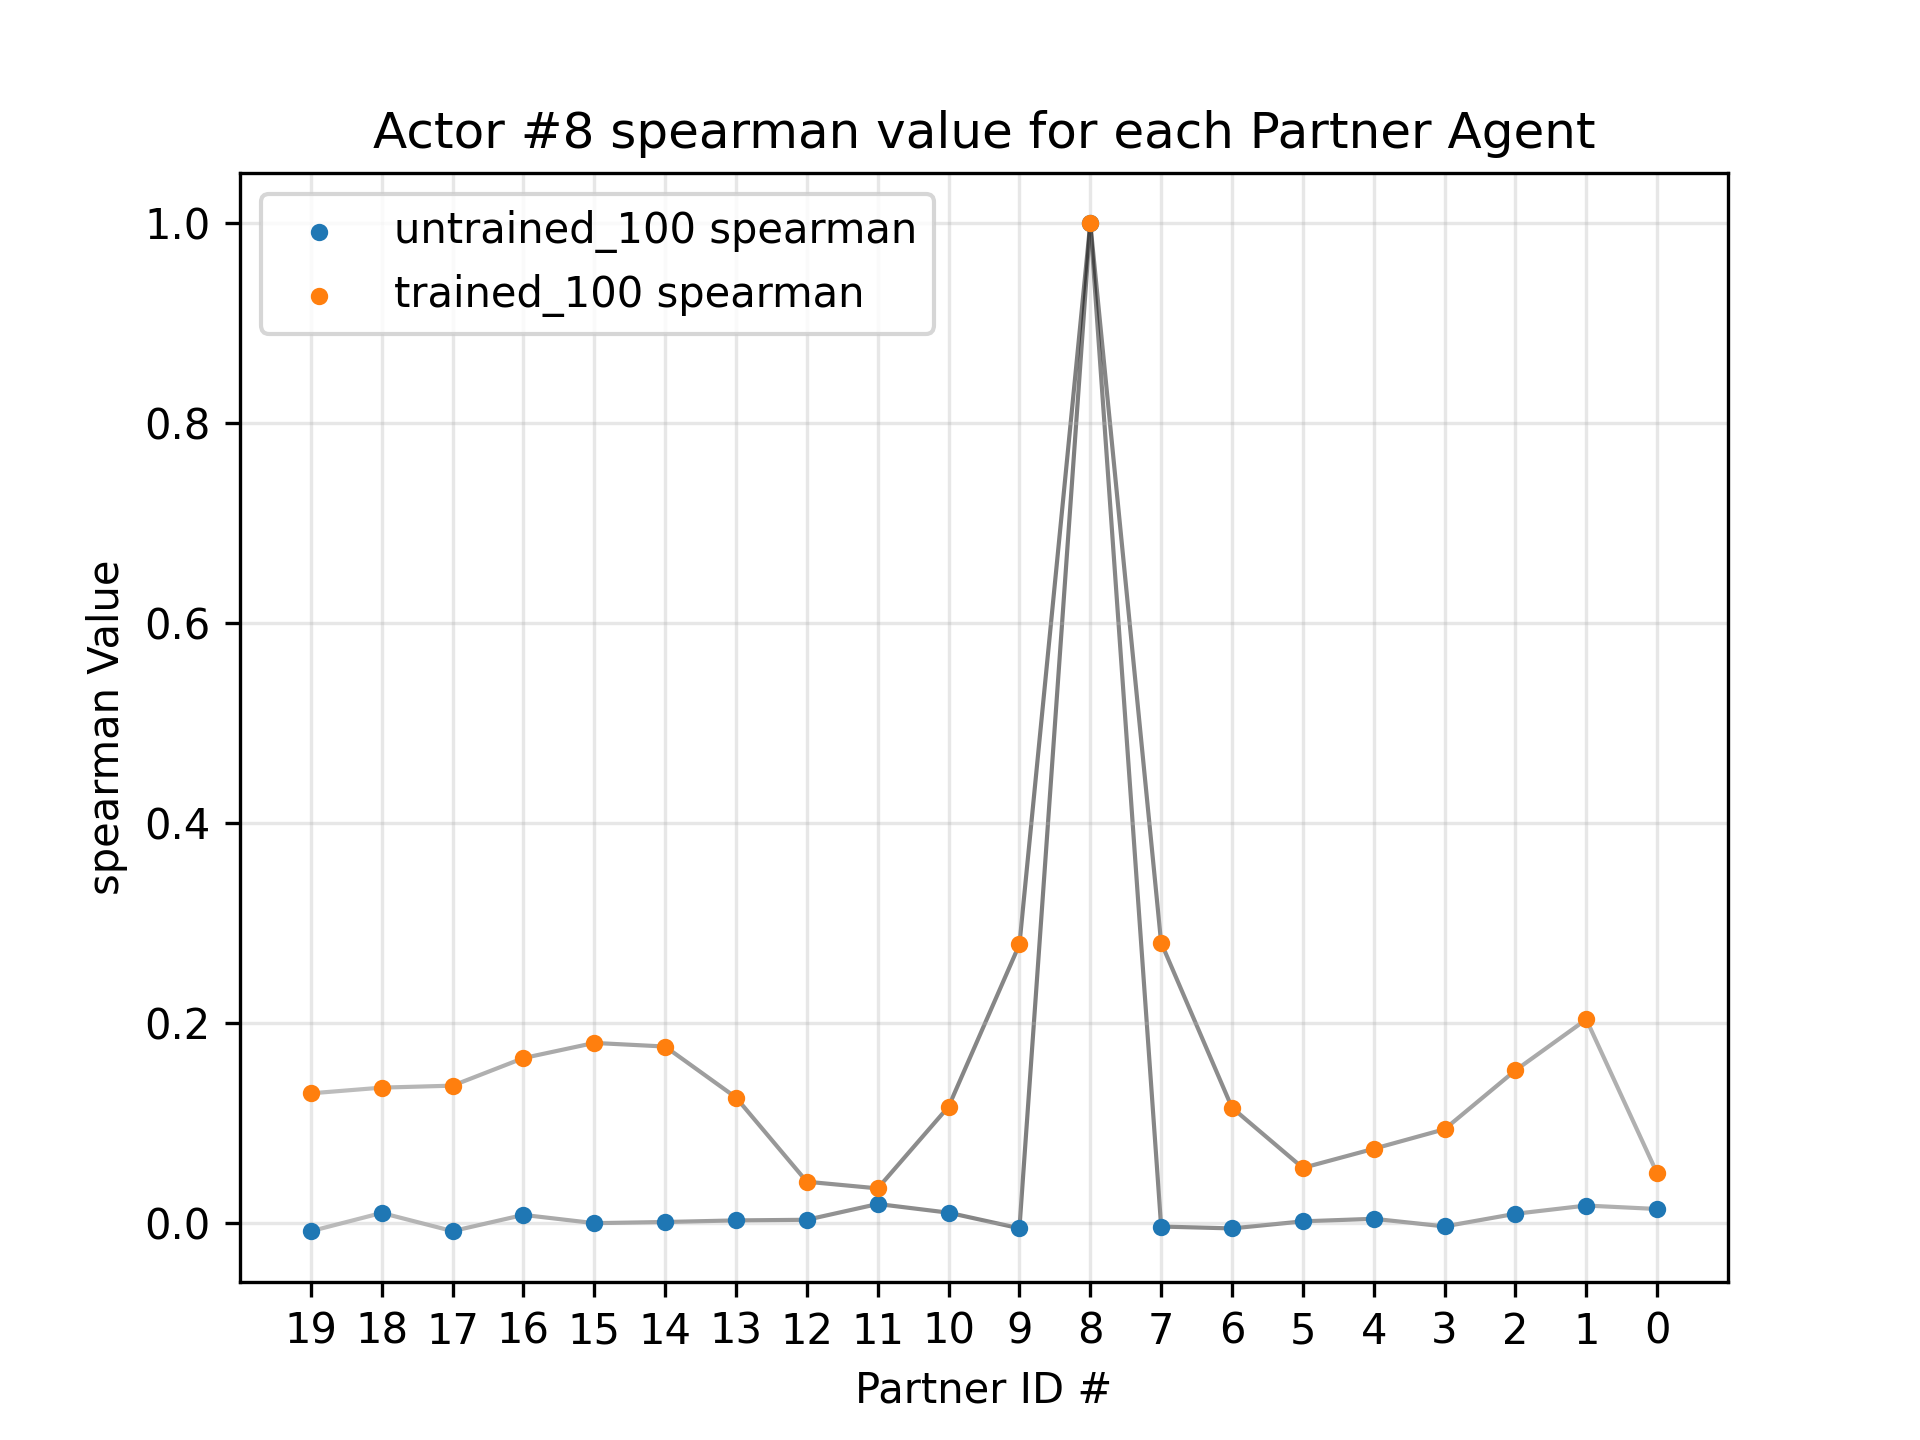 Actor #8 spearman value for each Partner Agent
untrained_100 spearman
trained_100 spearman
1.0
0.8
0.6
0.4
0.2
0.0
spearman Value
19 18 17 16 15 14 13 12 11 10 9 8 7 6 5 4 3 2 1 0
Partner ID #